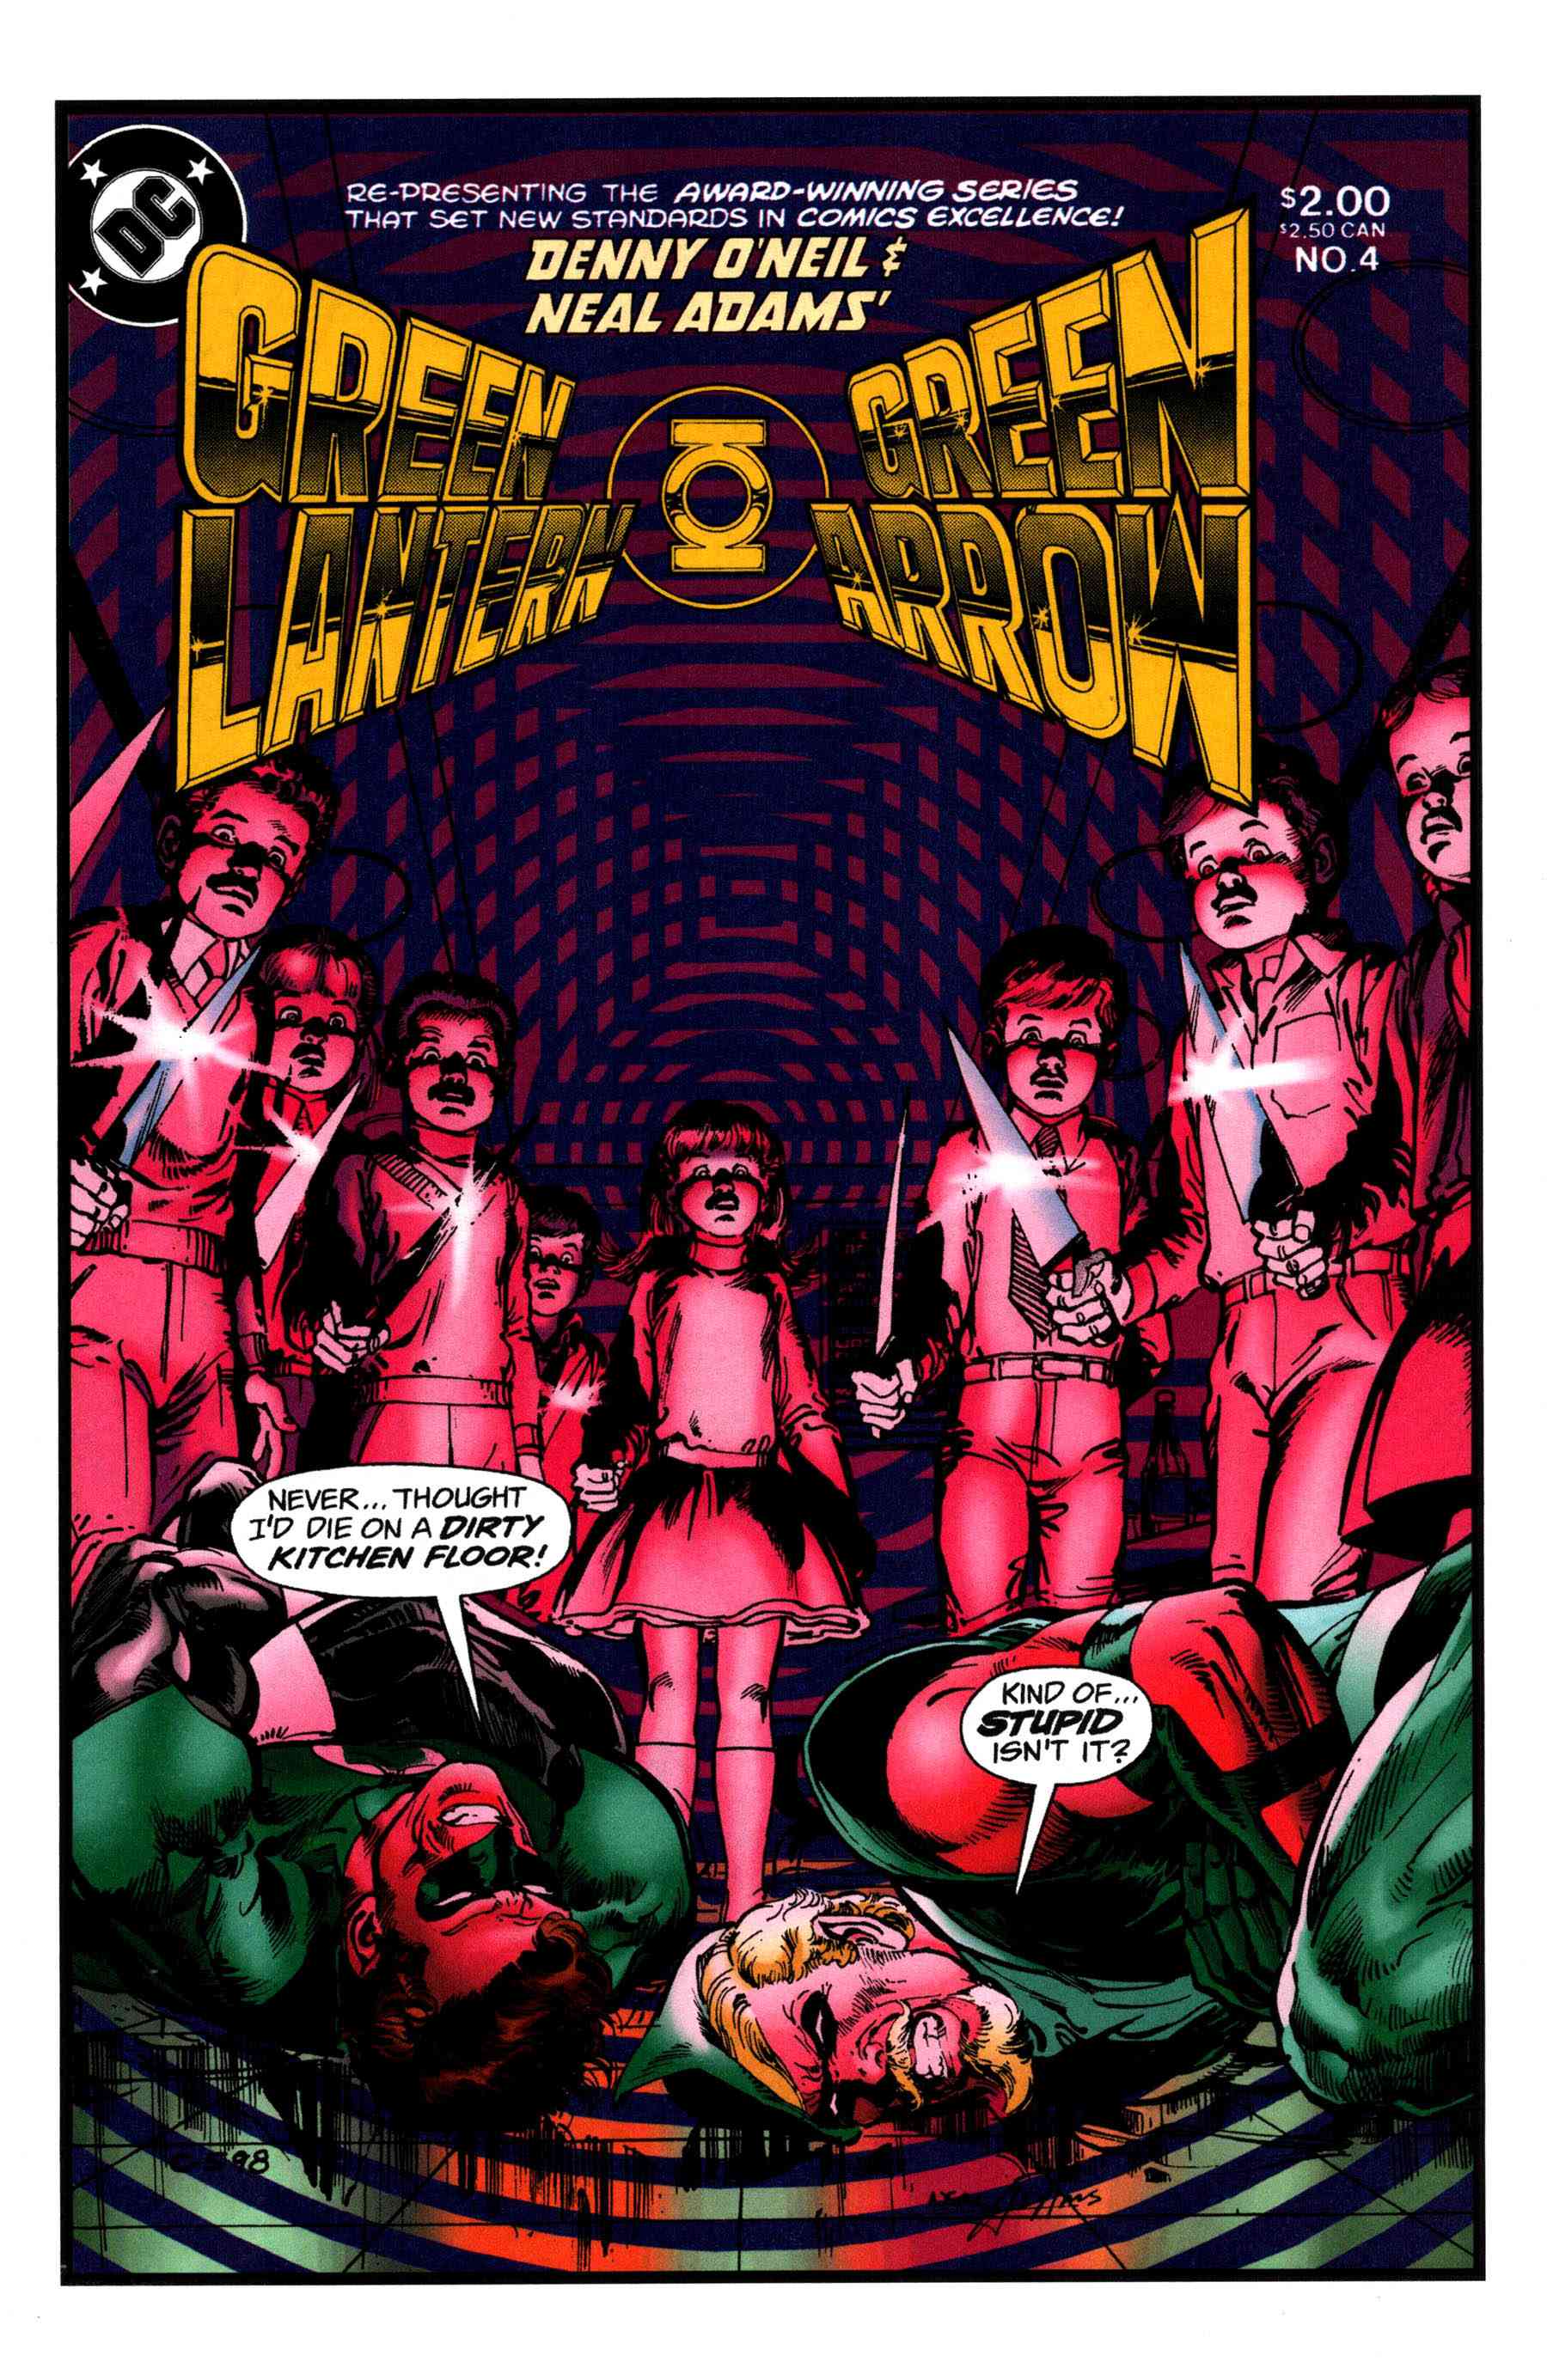 DC
RE-PRESENTING THE AWARD-WINNING SERIES
THAT SET NEW STANDARDS IN COMICS EXCELLENCE!
$2.00
$2.50 CAN
NO.4
DENNY O'NEIL &
NEAL ADAMS'
GREEN
LANTERN
GREEN
ARROW
NEVER... THOUGHT
I'D DIE ON A DIRTY
KITCHEN FLOOR!
KIND OF...
STUPID
ISN'T IT?